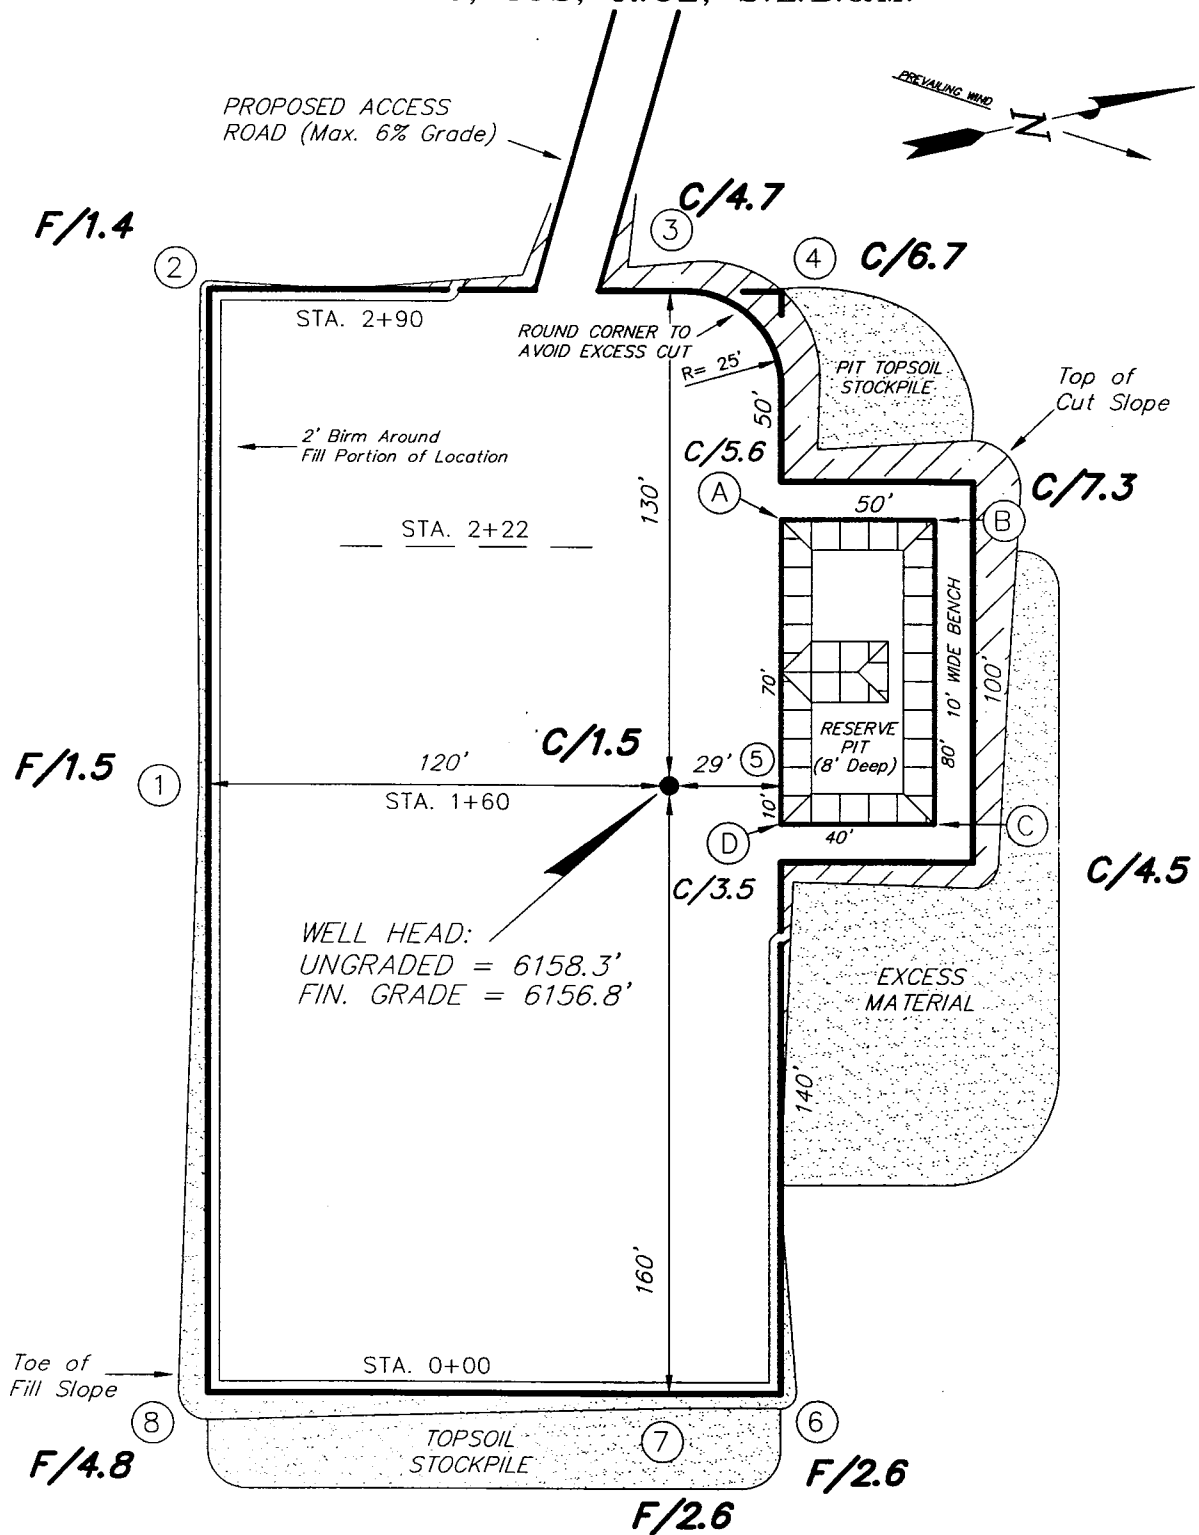 PREVAILING WIND
N
PROPOSED ACCESS
ROAD (Max. 6% Grade)
F/1.4
2
C/4.7
3
4
C/6.7
STA. 2+90
ROUND CORNER TO
AVOID EXCESS CUT
R= 25'
50'
PIT TOPSOIL
STOCKPILE
Top of
Cut Slope
2' Birm Around
Fill Portion of Location
C/5.6
C/7.3
A
50'
B
130'
STA. 2+22
10' WIDE BENCH
100'
70'
80'
RESERVE
PIT
(8' Deep)
F/1.5
1
120'
C/1.5
29'
5
STA. 1+60
10'
D
40'
C
C/3.5
C/4.5
WELL HEAD:
UNGRADED = 6158.3'
FIN. GRADE = 6156.8'
EXCESS
MATERIAL
140'
160'
Toe of
Fill Slope
STA. 0+00
8
F/4.8
TOPSOIL
STOCKPILE
7
6
F/2.6
F/2.6